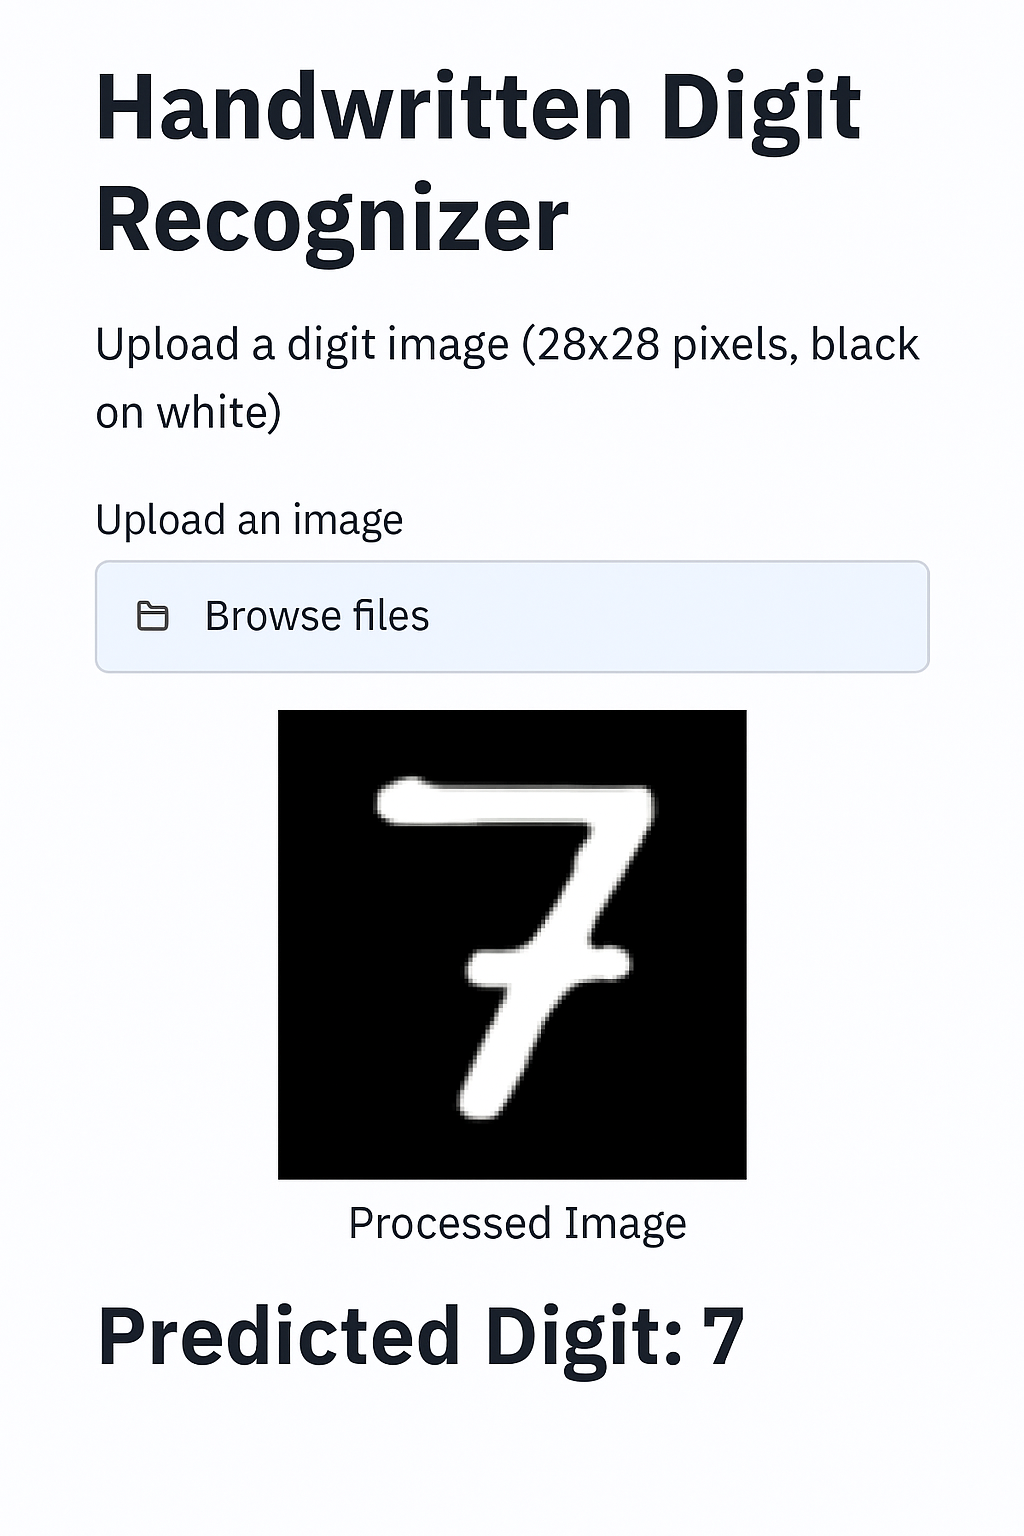 Handwritten Digit
Recognizer
Upload a digit image (28x28 pixels, black
on white)
Upload an image
Browse files
7
Processed Image
Predicted Digit: 7